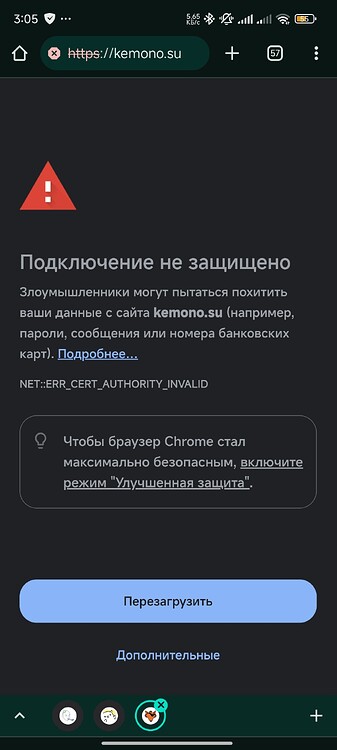 3:05
5,65
КБ/с
55
https://kemono.su
57
Подключение не защищено
Злоумышленники могут пытаться похитить
ваши данные с сайта kemono.su (например,
пароли, сообщения или номера банковских
карт). Подробнее...
NET::ERR_CERT_AUTHORITY_INVALID
Чтобы браузер Chrome стал
максимально безопасным, включите
режим "Улучшенная защита".
Перезагрузить
Дополнительные